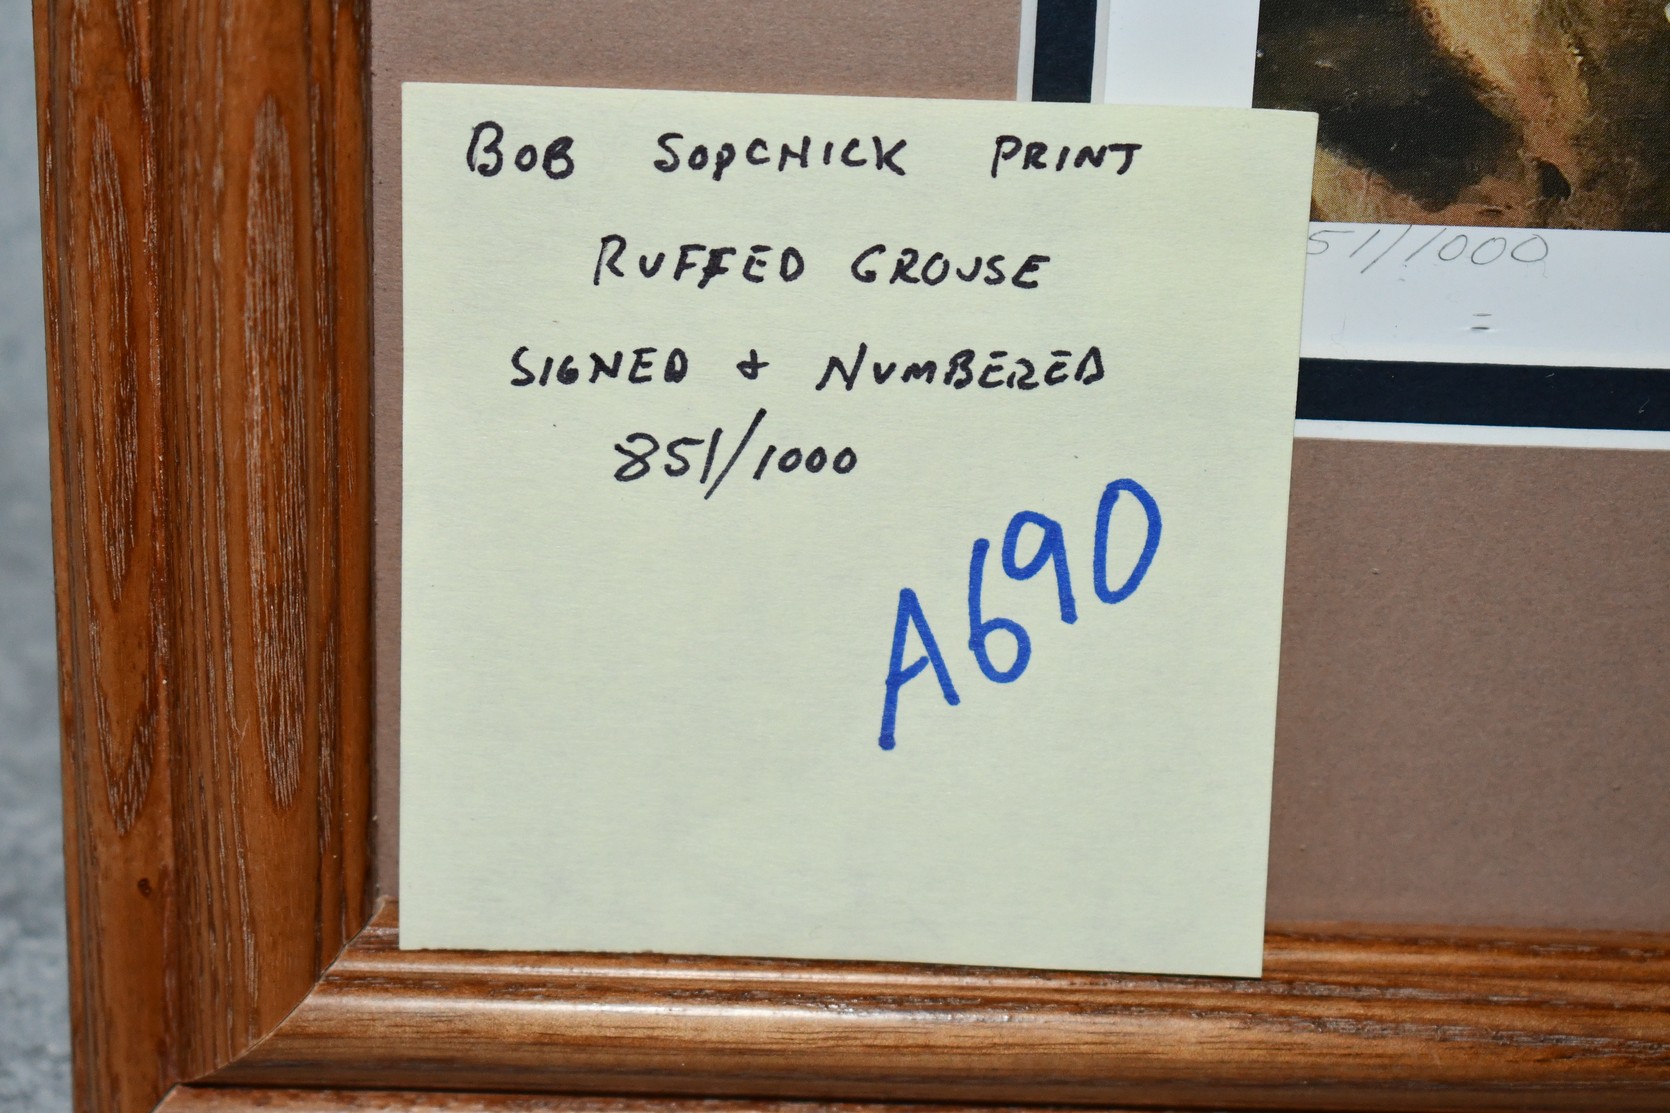 BOB SOPCHICK PRINT
RUFFED GROUSE
SIGNED + NUMBERED
851/1000
A690
51/1000